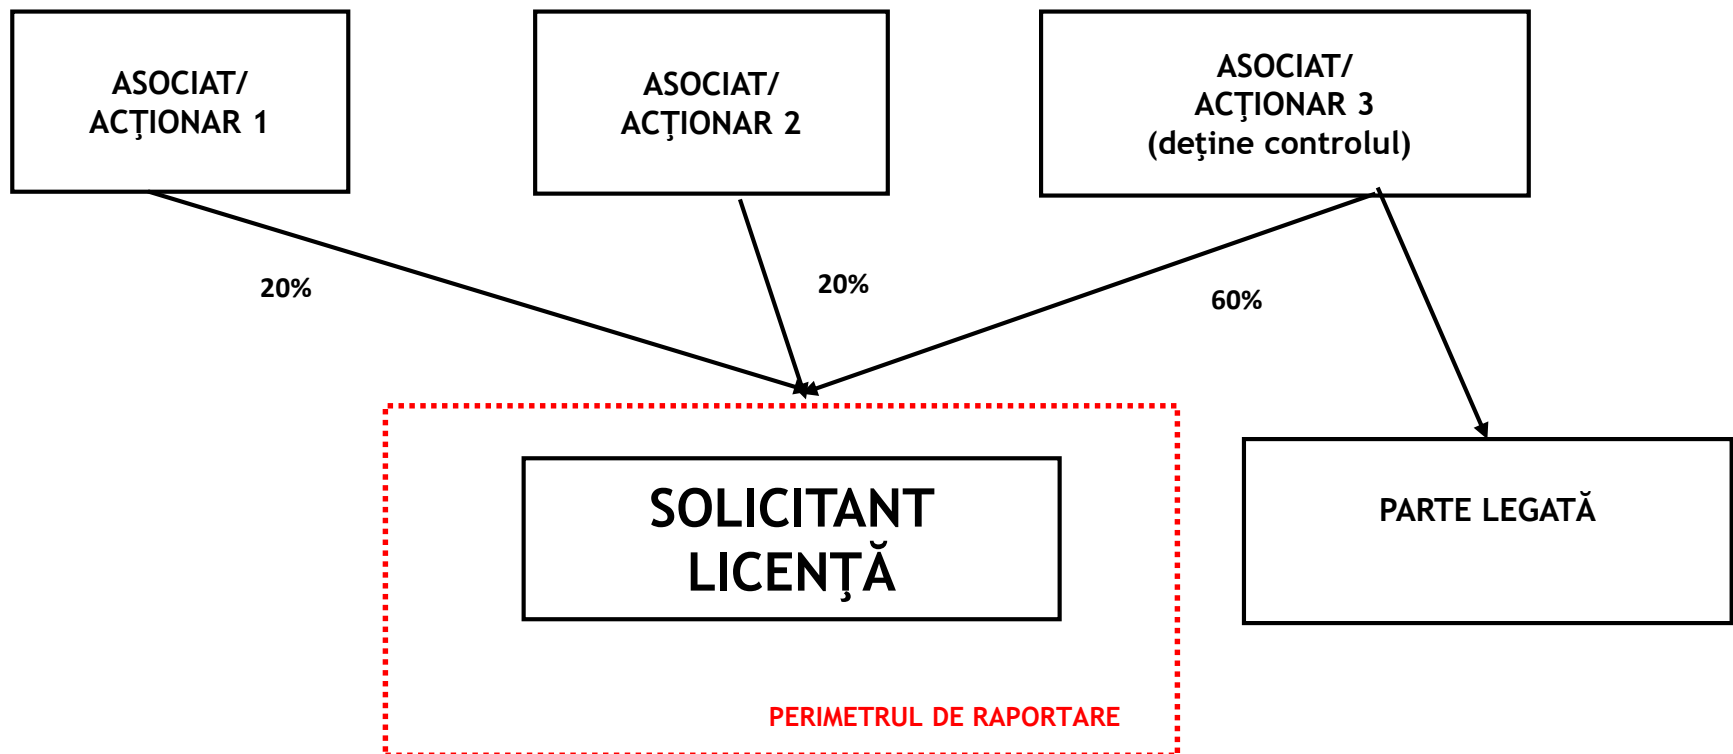 ASOCIAT/
ACŢIONAR 1
ASOCIAT/
ACŢIONAR 2
ASOCIAT/
ACŢIONAR 3
(deţine controlul)
20%
20%
60%
SOLICITANT
LICENŢĂ
PARTE LEGATĂ
PERIMETRUL DE RAPORTARE